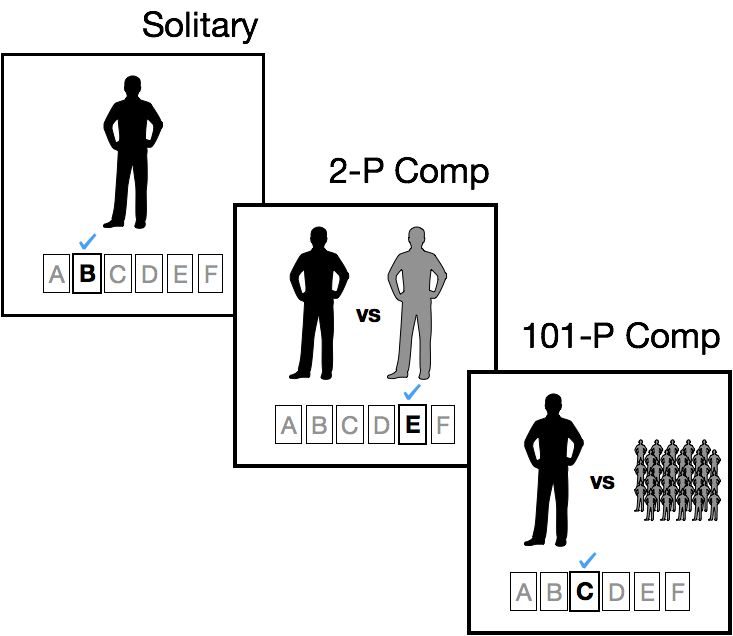 Solitary
A B C D E F
2-P Comp
vs
A B C D E F
101-P Comp
vs
A B C D E F